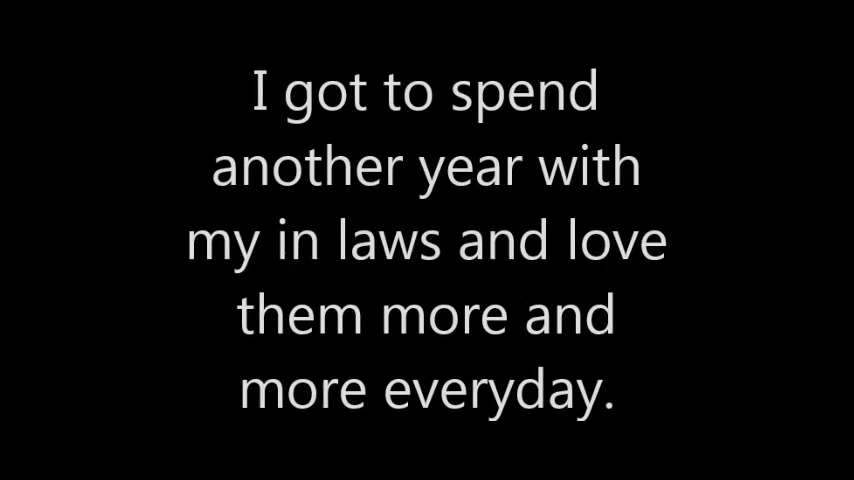 I got to spend
another year with
my in laws and love
them more and
more everyday.